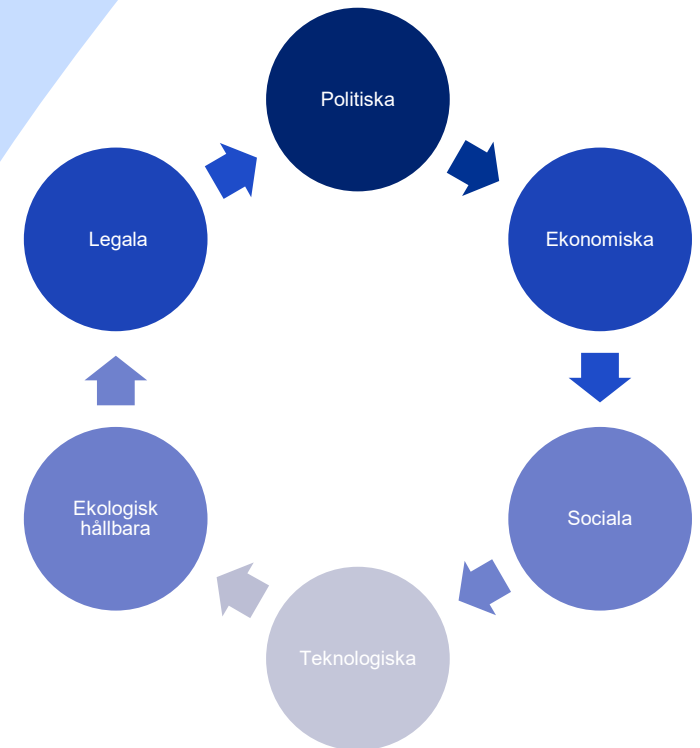 Politiska
Ekonomiska
Sociala
Teknologiska
Ekologisk
hållbara
Legala